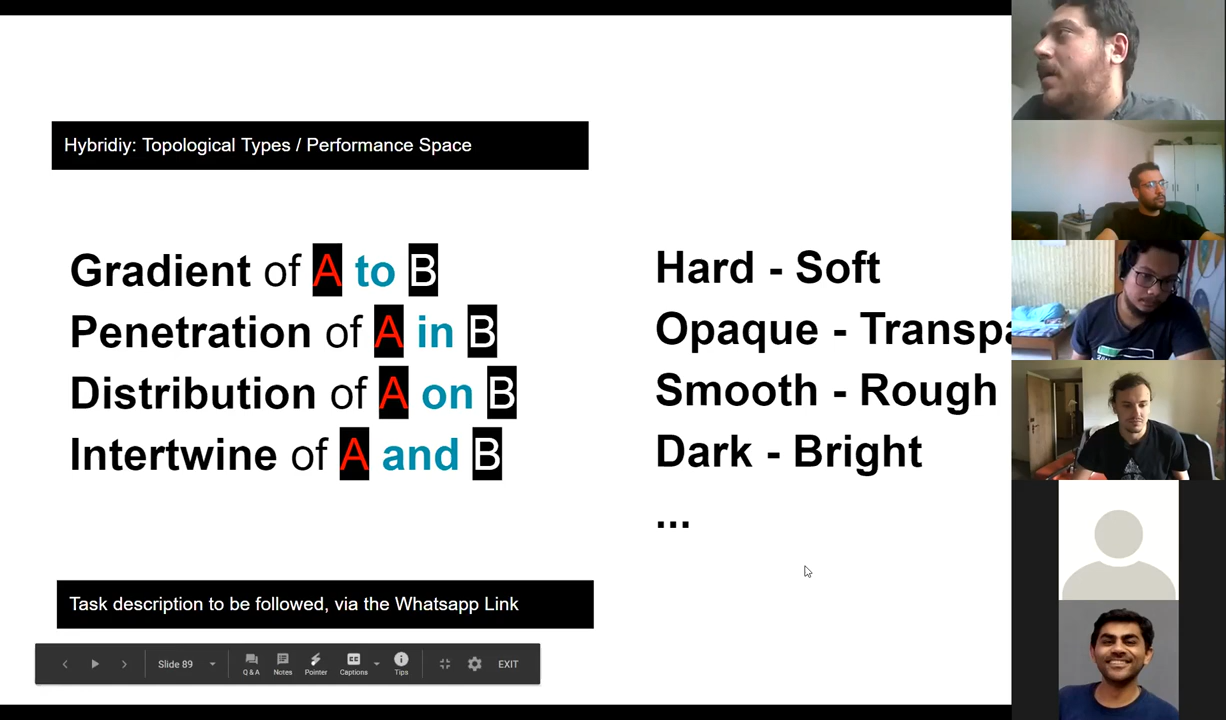 Hybridiy: Topological Types / Performance Space
Gradient of A to B
Penetration of A in B
Distribution of A on B
Intertwine of A and B
Hard - Soft
Opaque - Transpa
Smooth - Rough
Dark - Bright
...
Task description to be followed, via the Whatsapp Link
Slide 89
Q&A
Notes
Pointer
CC
Captions
Tips
EXIT